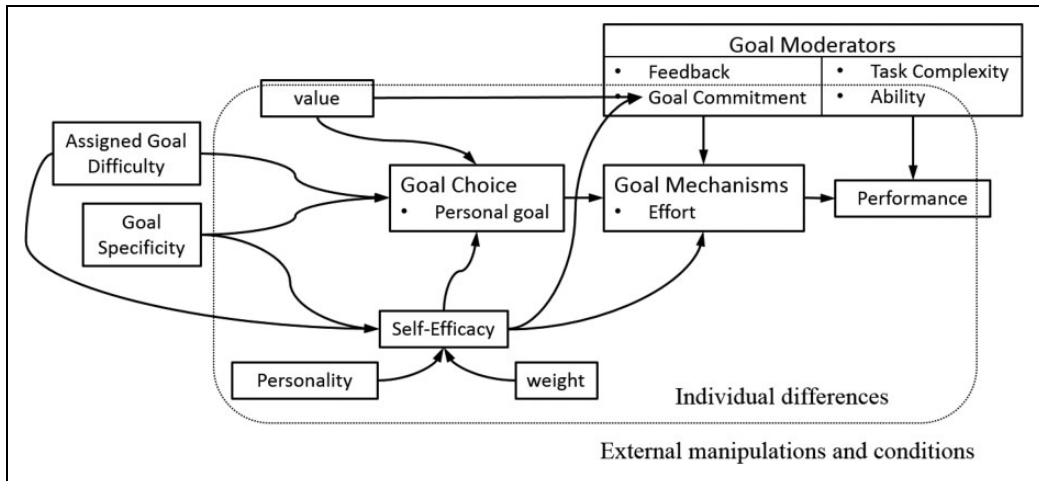 Goal Moderators
• Feedback
• Goal Commitment
• Task Complexity
• Ability
value
Assigned Goal
Difficulty
Goal
Specificity
Goal Choice
• Personal goal
Goal Mechanisms
• Effort
Performance
Self-Efficacy
Personality
weight
Individual differences
External manipulations and conditions